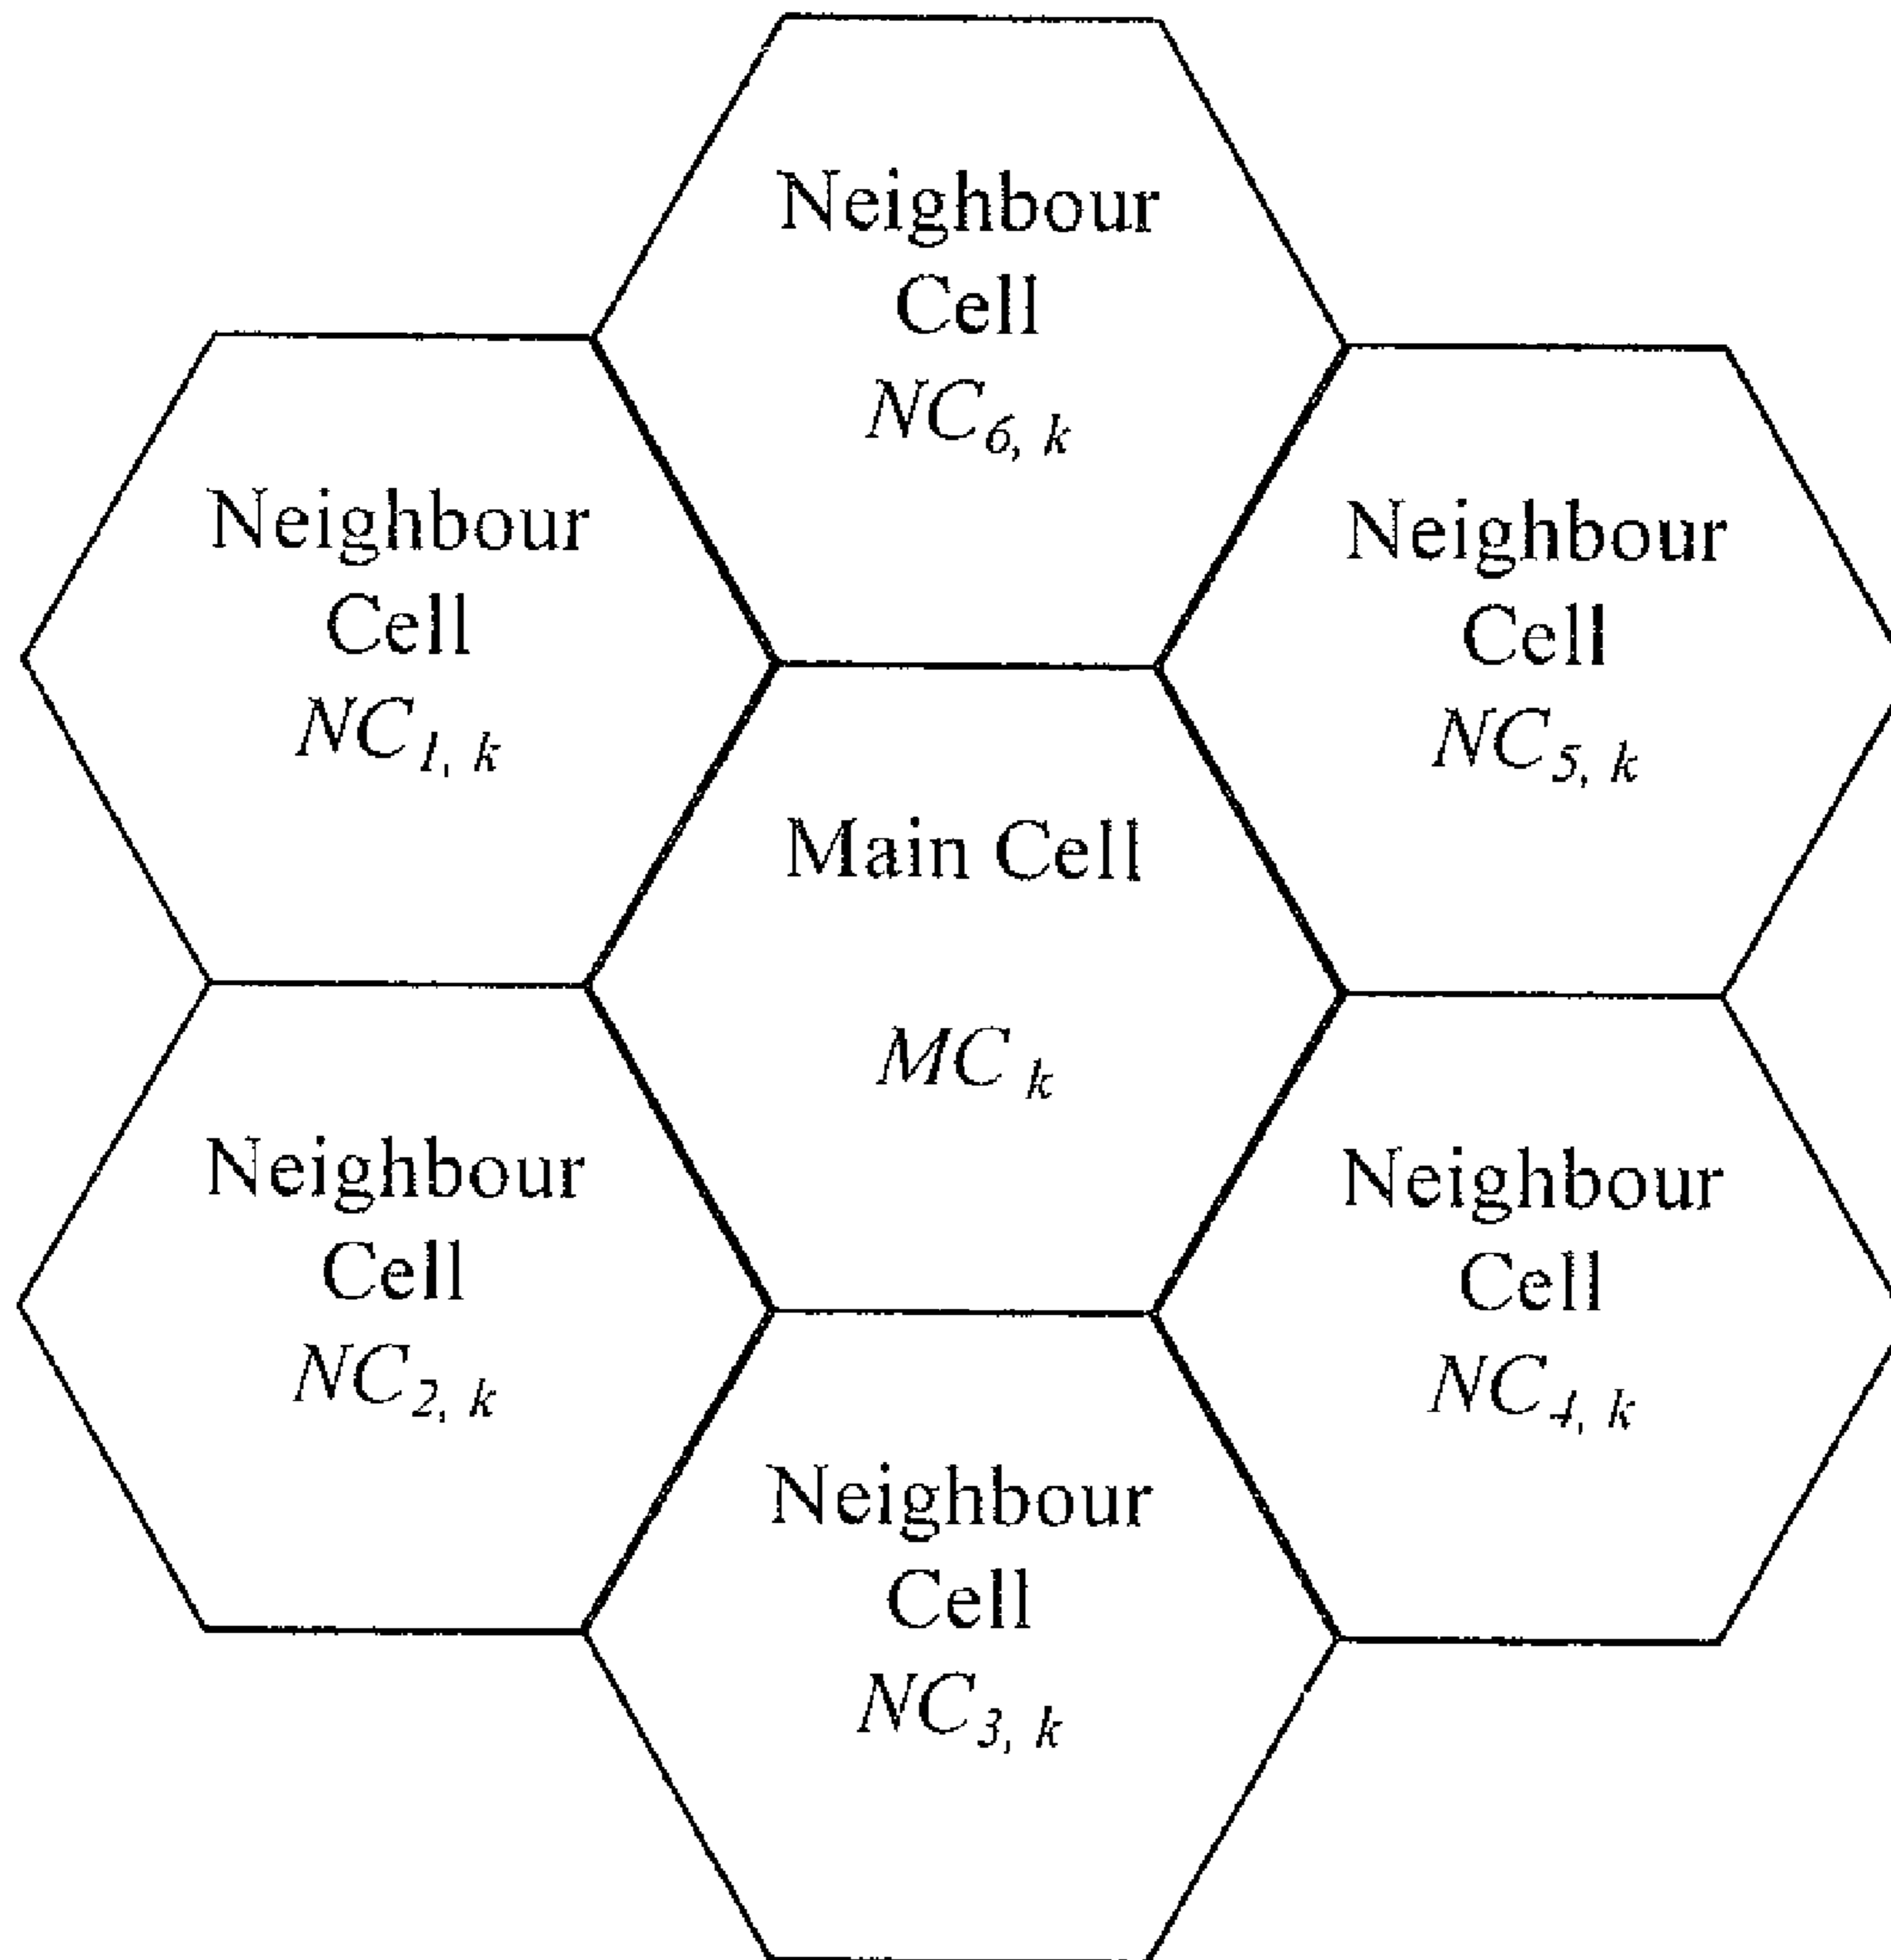 Neighbour
Cell
NC6, k
Neighbour
Cell
NC1, k
Neighbour
Cell
NC5, k
Main Cell
MC k
Neighbour
Cell
NC2, k
Neighbour
Cell
NC4, k
Neighbour
Cell
NC3, k